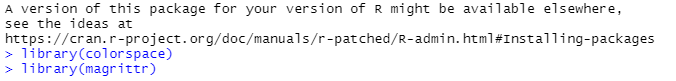 A version of this package for your version of R might be available elsewhere,
see the ideas at
https://cran.r-project.org/doc/manuals/r-patched/R-admin.html#Installing-packages
> library(colorspace)
> library(magrittr)